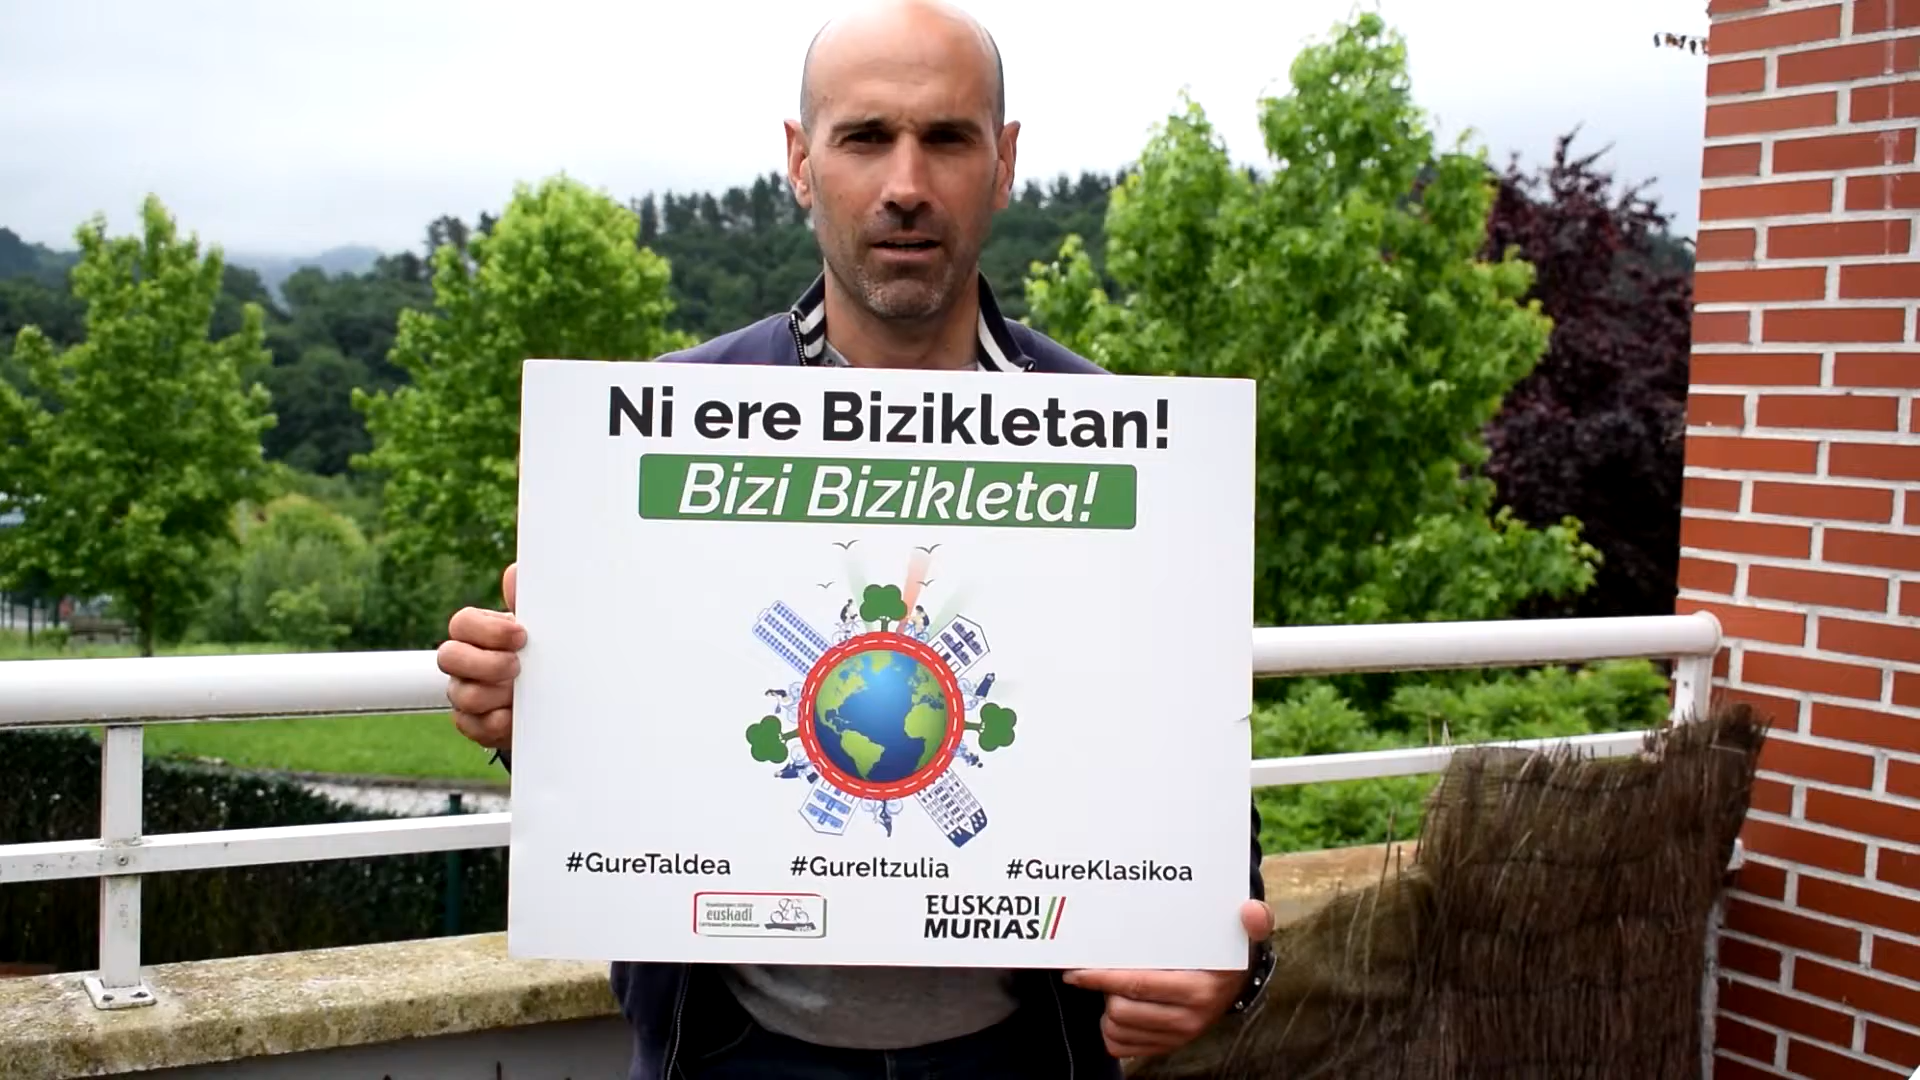 Ni ere Bizikletan!
Bizi Bizikleta!
#GureTaldea #GureItzulia #GureKlasikoa
euskadi
EUSKADI
MURIAS